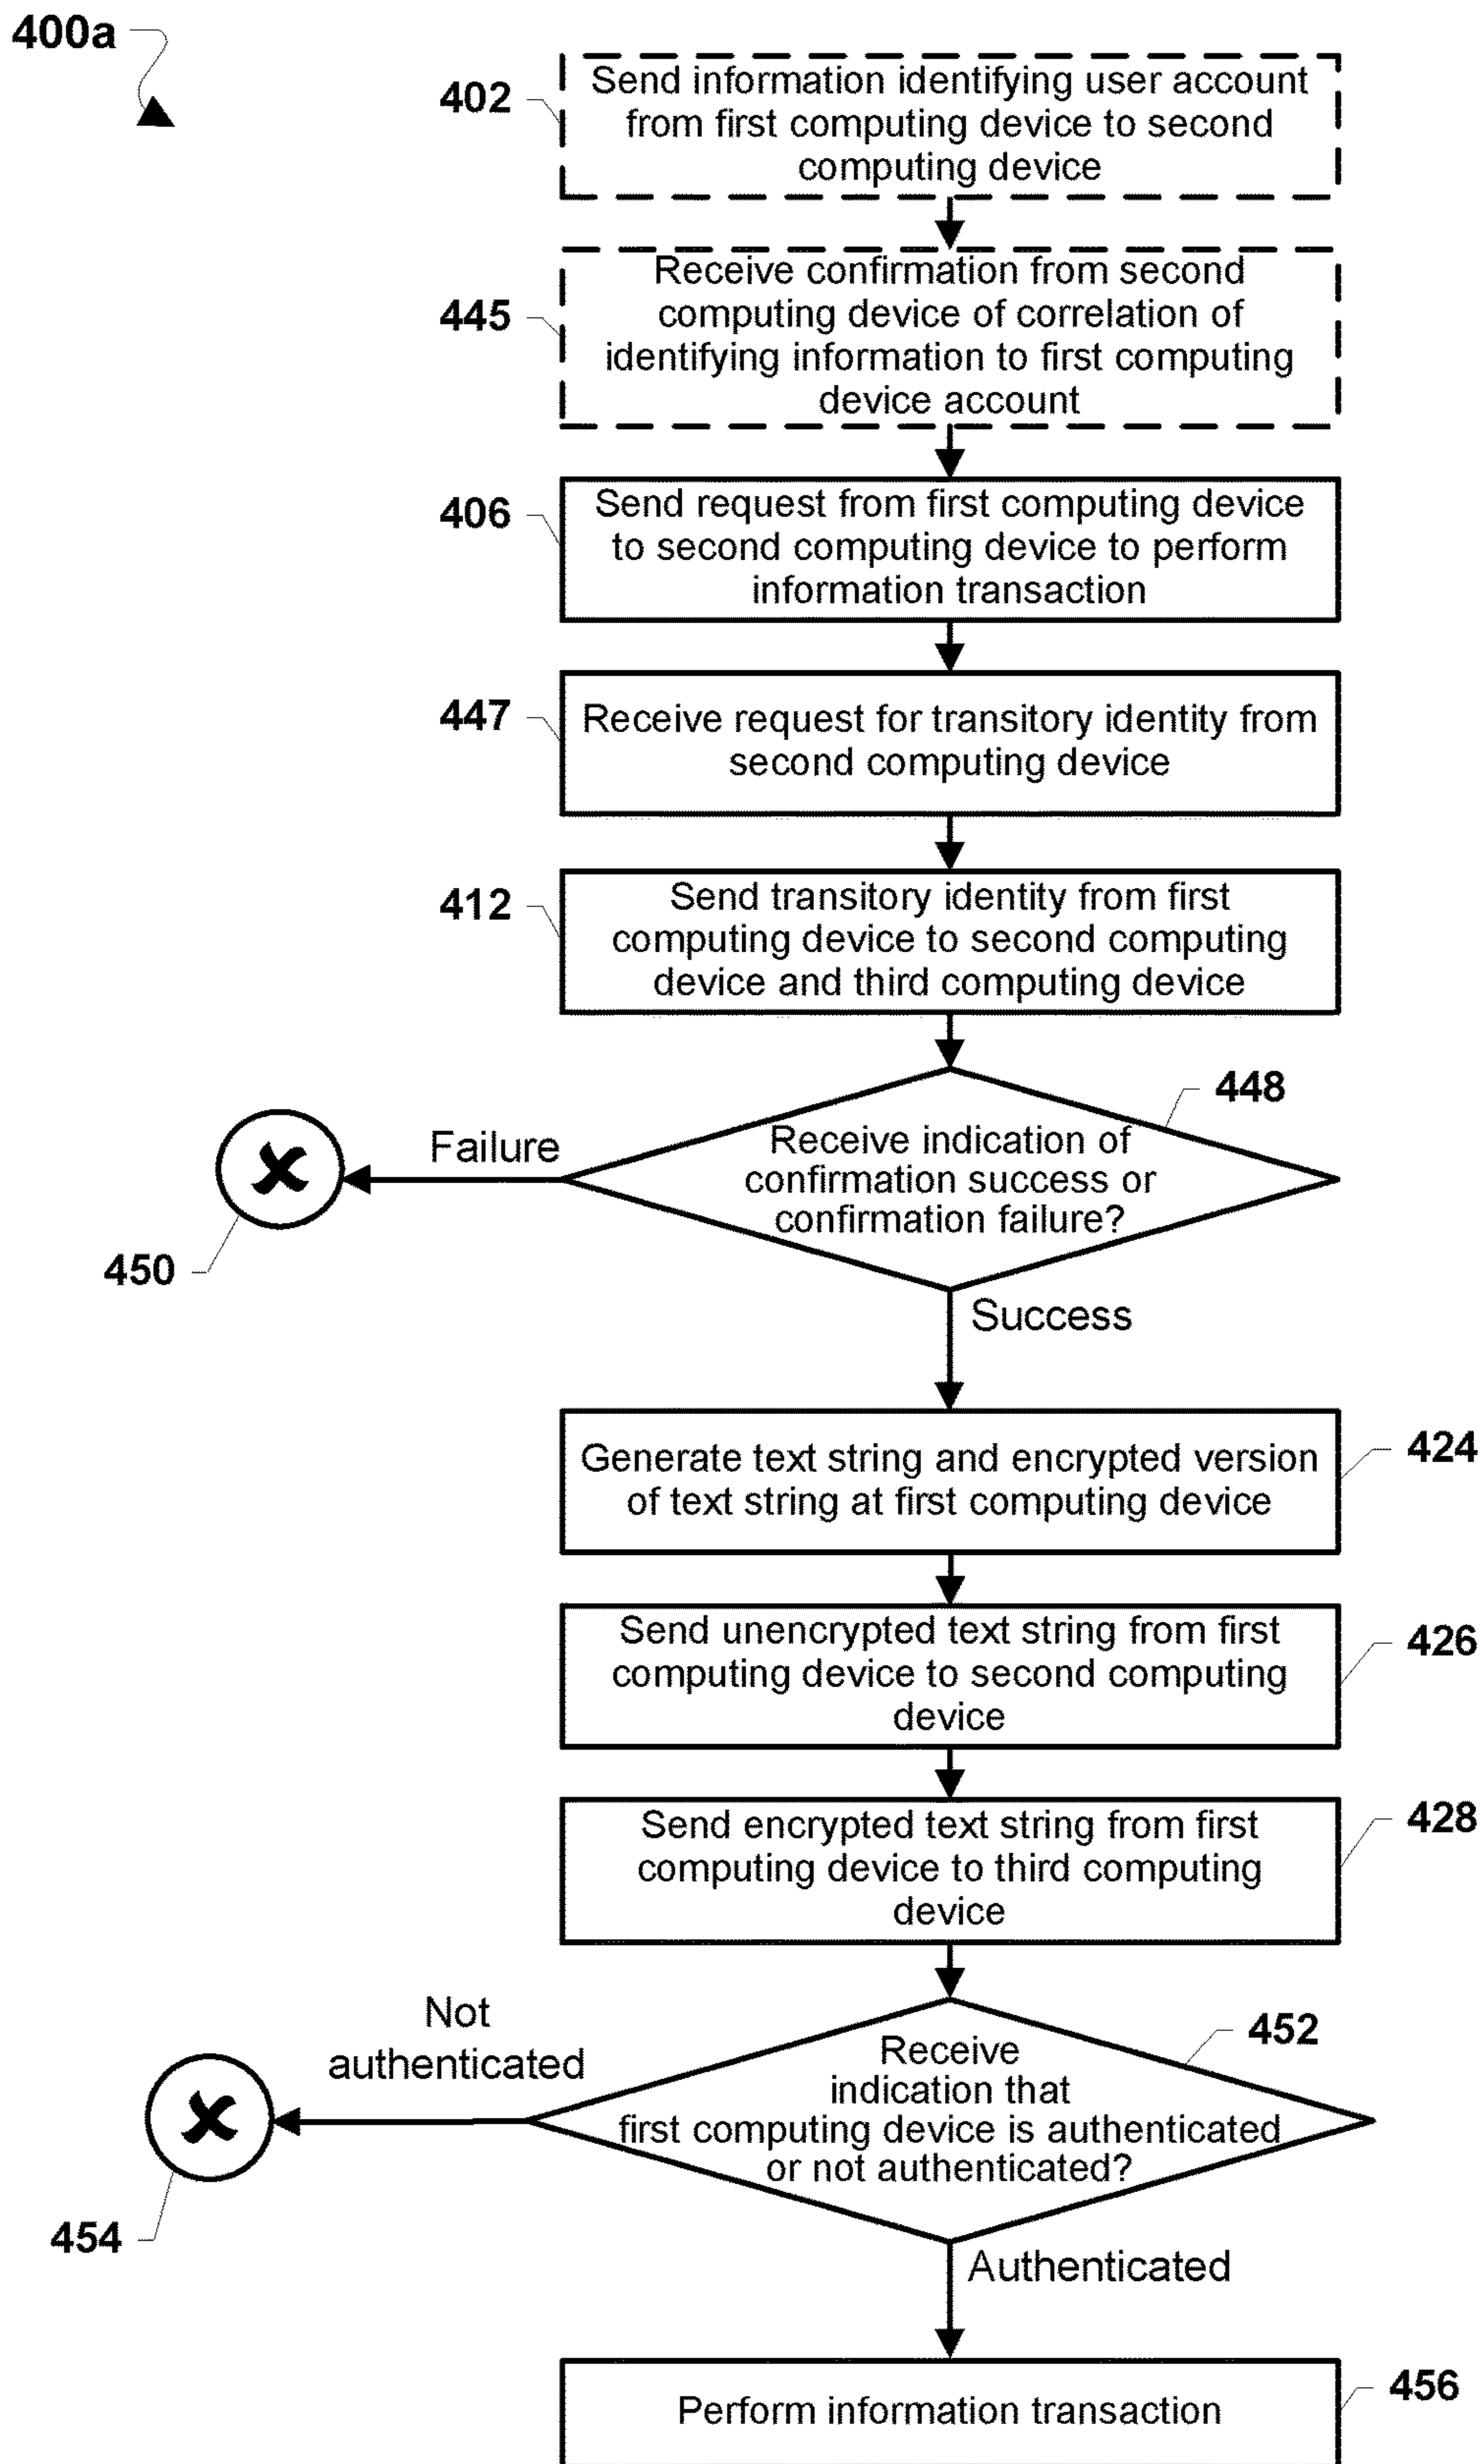 400a
402
Send information identifying user account
from first computing device to second
computing device
445
Receive confirmation from second
computing device of correlation of
identifying information to first computing
device account
406
Send request from first computing device
to second computing device to perform
information transaction
447
Receive request for transitory identity from
second computing device
412
Send transitory identity from first
computing device to second computing
device and third computing device
448
Receive indication of
confirmation success or
confirmation failure?
Failure
450
Success
Generate text string and encrypted version
of text string at first computing device
424
Send unencrypted text string from first
computing device to second computing
device
426
Send encrypted text string from first
computing device to third computing
device
428
Not
authenticated
452
Receive
indication that
first computing device is authenticated
or not authenticated?
454
Authenticated
Perform information transaction
456